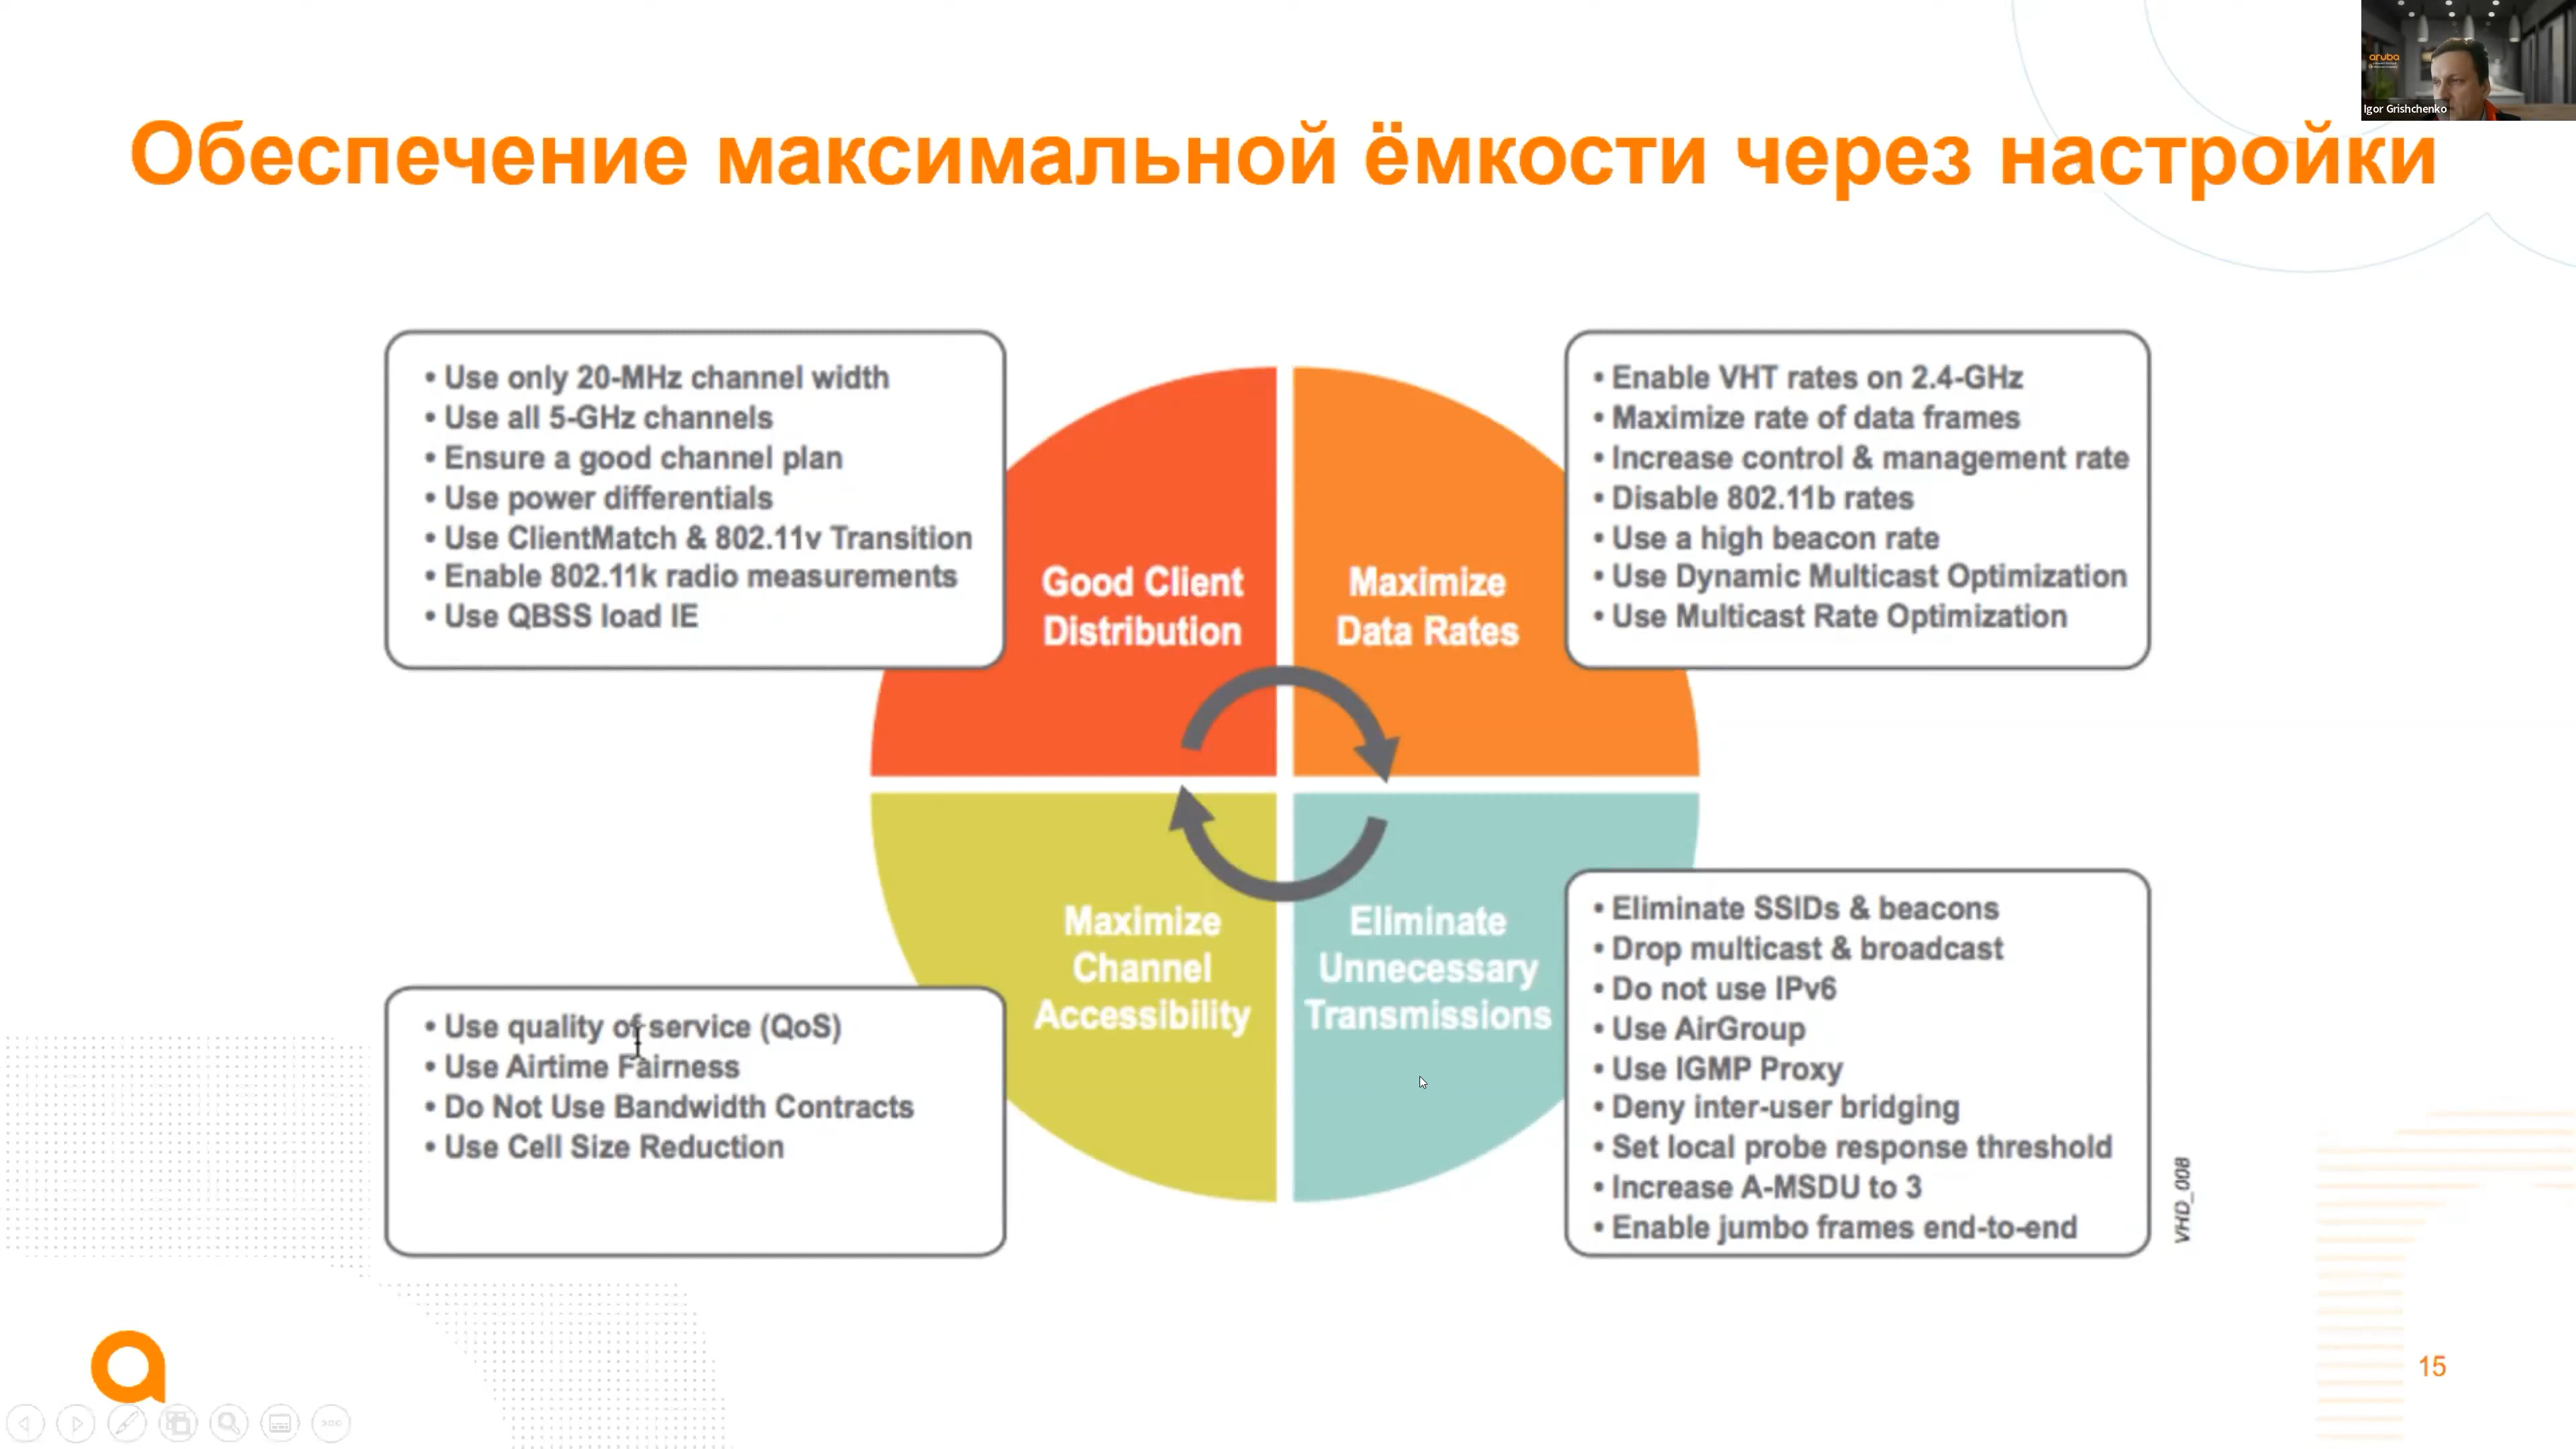 aruba
Igor Grishchenko
Обеспечение максимальной ёмкости через настройки
• Use only 20-MHz channel width
• Use all 5-GHz channels
• Ensure a good channel plan
• Use power differentials
• Use ClientMatch & 802.11v Transition
• Enable 802.11k radio measurements
• Use QBSS load IE
Good Client
Distribution
Maximize
Data Rates
• Enable VHT rates on 2.4-GHz
• Maximize rate of data frames
• Increase control & management rate
• Disable 802.11b rates
• Use a high beacon rate
• Use Dynamic Multicast Optimization
• Use Multicast Rate Optimization
• Use quality of service (QoS)
• Use Airtime Fairness
• Do Not Use Bandwidth Contracts
• Use Cell Size Reduction
Maximize
Channel
Accessibility
Eliminate
Unnecessary
Transmissions
• Eliminate SSIDs & beacons
• Drop multicast & broadcast
• Do not use IPv6
• Use AirGroup
• Use IGMP Proxy
• Deny inter-user bridging
• Set local probe response threshold
• Increase A-MSDU to 3
• Enable jumbo frames end-to-end
VHD_008
15